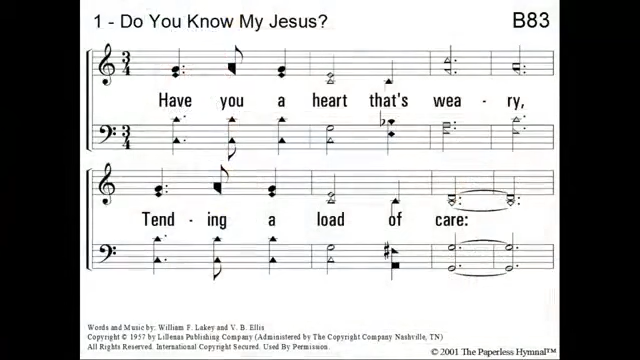 1 - Do You Know My Jesus?
B83
Have you a heart that's wea - ry,
Tend - ing a load of care:
Words and Music by: William F. Lakey and V. B. Ellis
Copyright © 1957 by Lillenas Publishing Company (Administered by The Copyright Company Nashville, TN)
All Rights Reserved. International Copyright Secured. Used By Permission.
© 2001 The Paperless Hymnal™